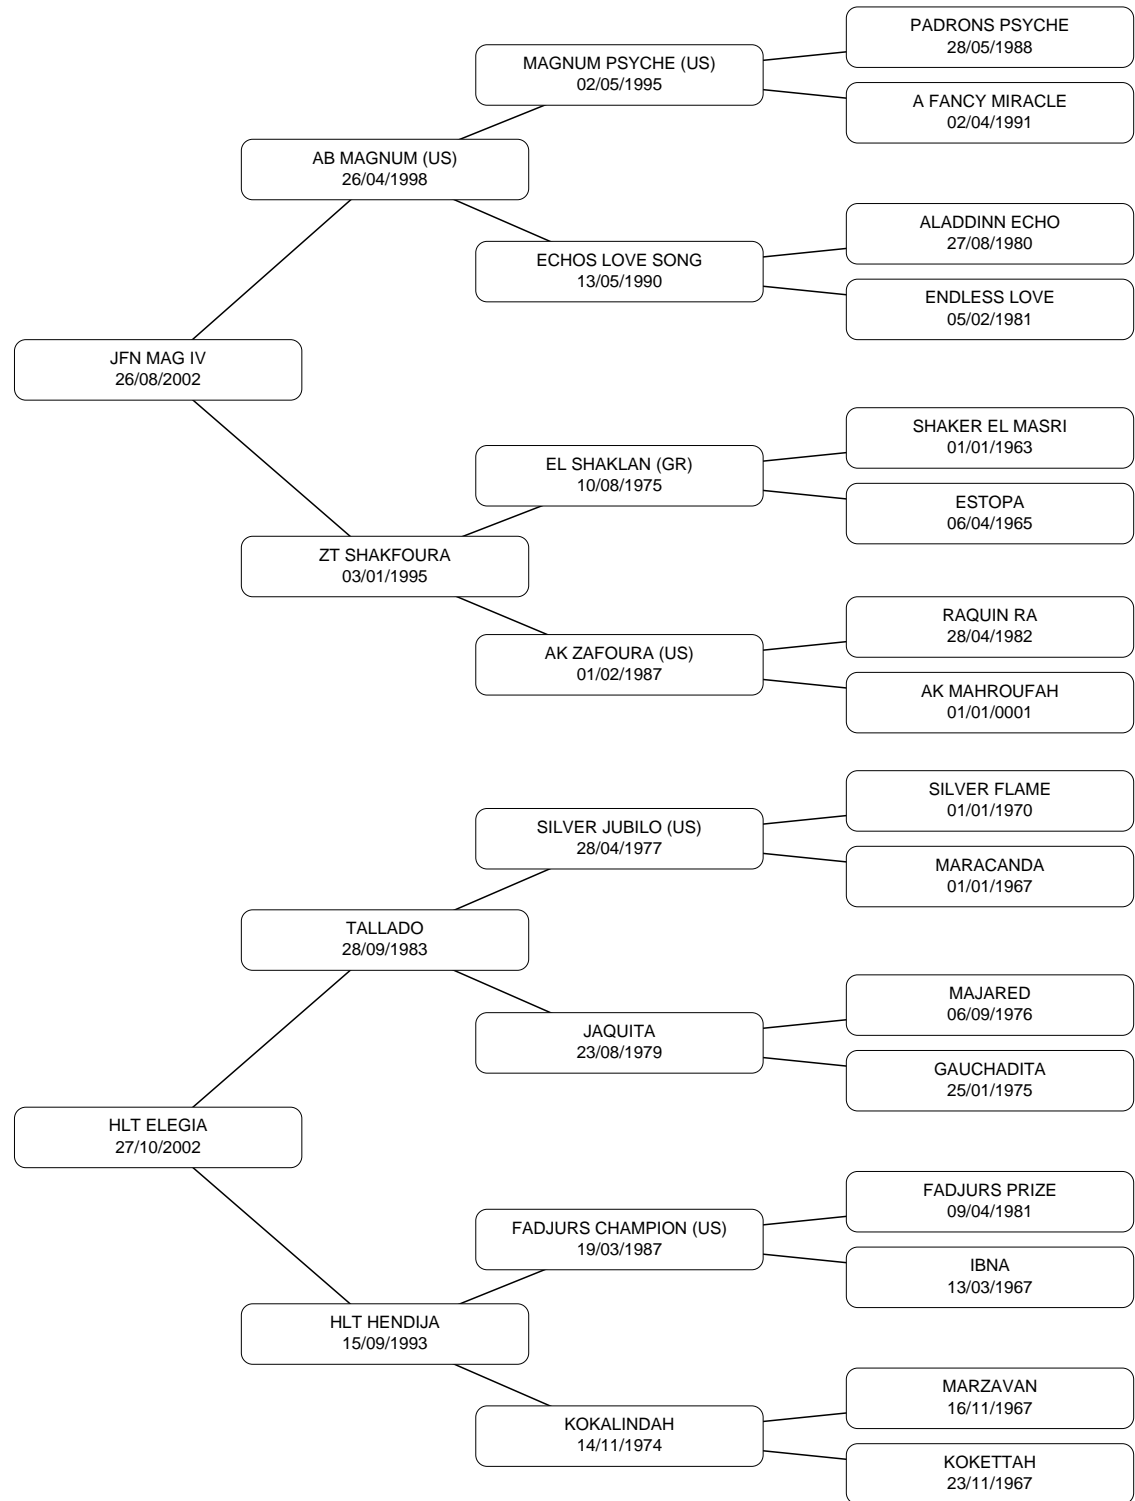 PADRONS PSYCHE
28/05/1988
MAGNUM PSYCHE (US)
02/05/1995
A FANCY MIRACLE
02/04/1991
AB MAGNUM (US)
26/04/1998
ALADDINN ECHO
27/08/1980
ECHOS LOVE SONG
13/05/1990
ENDLESS LOVE
05/02/1981
JFN MAG IV
26/08/2002
SHAKER EL MASRI
01/01/1963
EL SHAKLAN (GR)
10/08/1975
ESTOPA
06/04/1965
ZT SHAKFOURA
03/01/1995
RAQUIN RA
28/04/1982
AK ZAFOURA (US)
01/02/1987
AK MAHROUFAH
01/01/0001
SILVER FLAME
01/01/1970
SILVER JUBILO (US)
28/04/1977
MARACANDA
01/01/1967
TALLADO
28/09/1983
MAJARED
06/09/1976
JAQUITA
23/08/1979
GAUCHADITA
25/01/1975
HLT ELEGIA
27/10/2002
FADJURS PRIZE
09/04/1981
FADJURS CHAMPION (US)
19/03/1987
IBNA
13/03/1967
HLT HENDIJA
15/09/1993
MARZAVAN
16/11/1967
KOKALINDAH
14/11/1974
KOKETTAH
23/11/1967